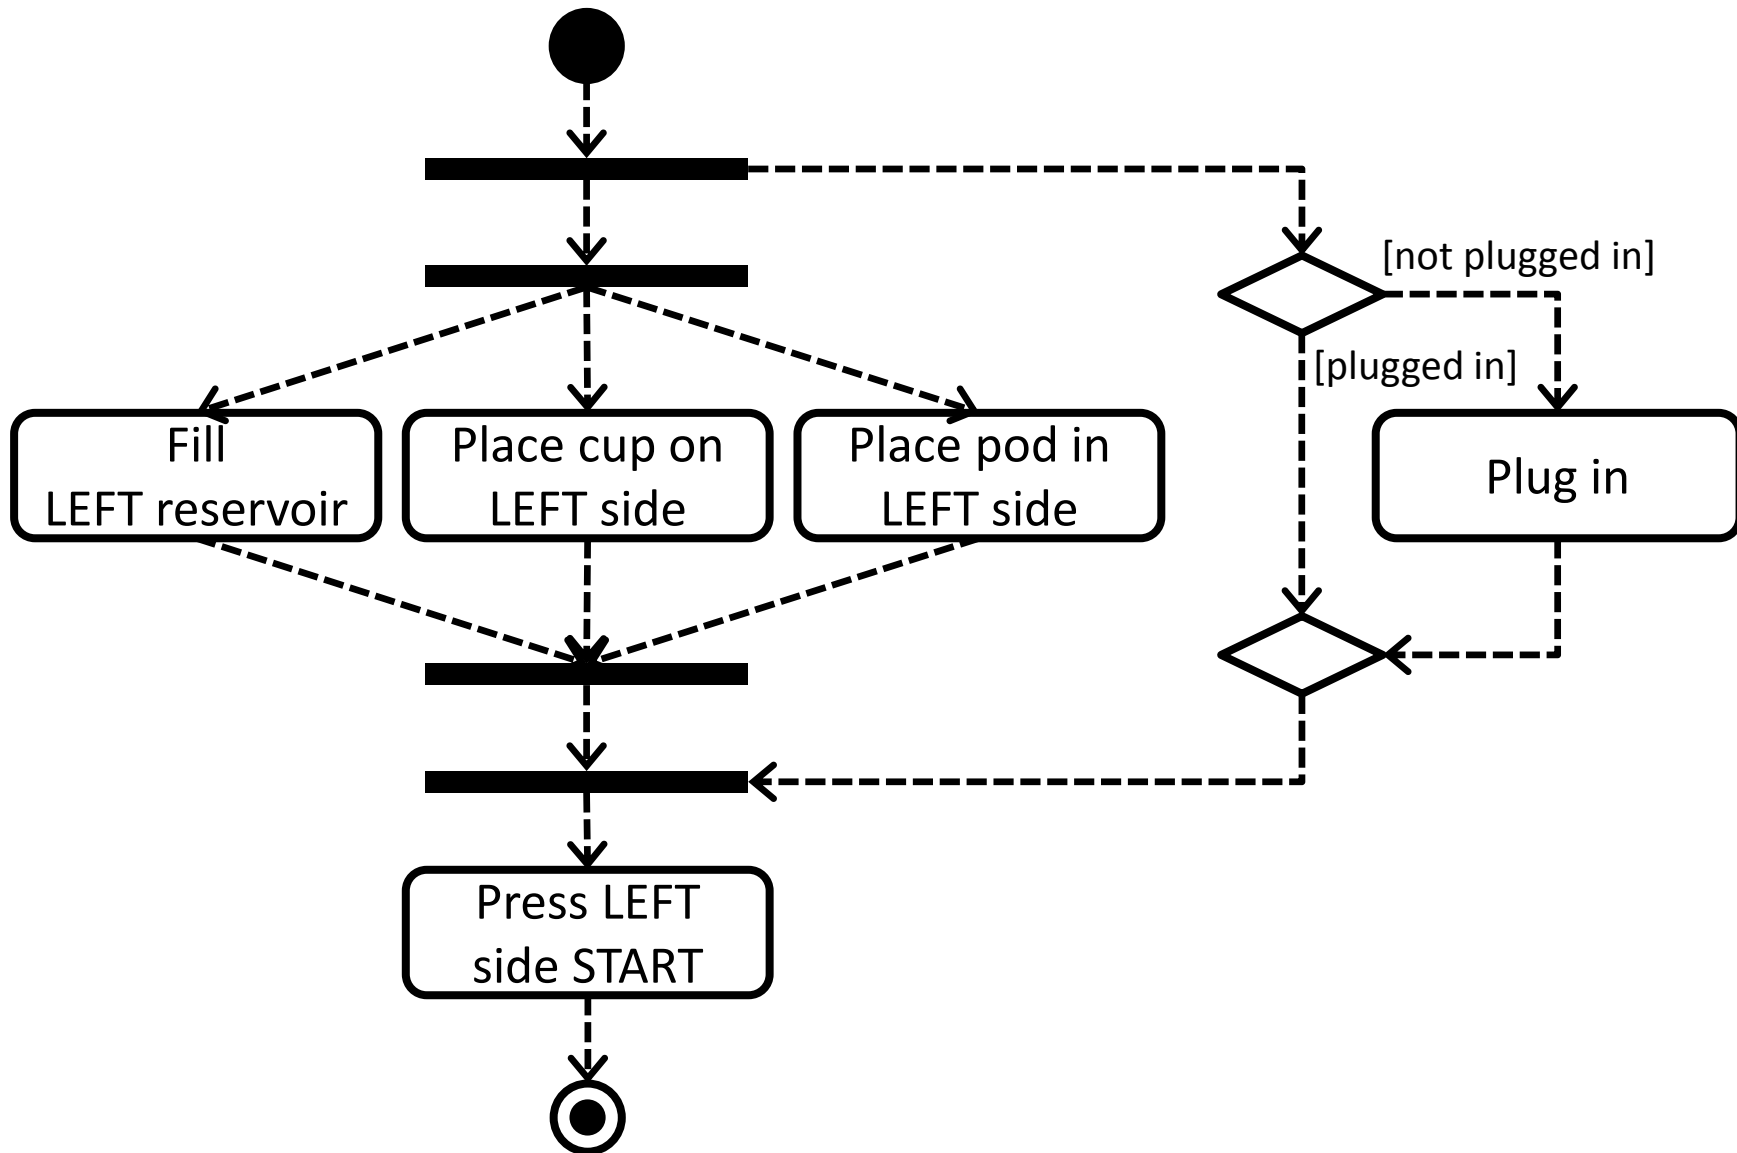 [not plugged in]
[plugged in]
Fill
LEFT reservoir
Place cup on
LEFT side
Place pod in
LEFT side
Plug in
Press LEFT
side START